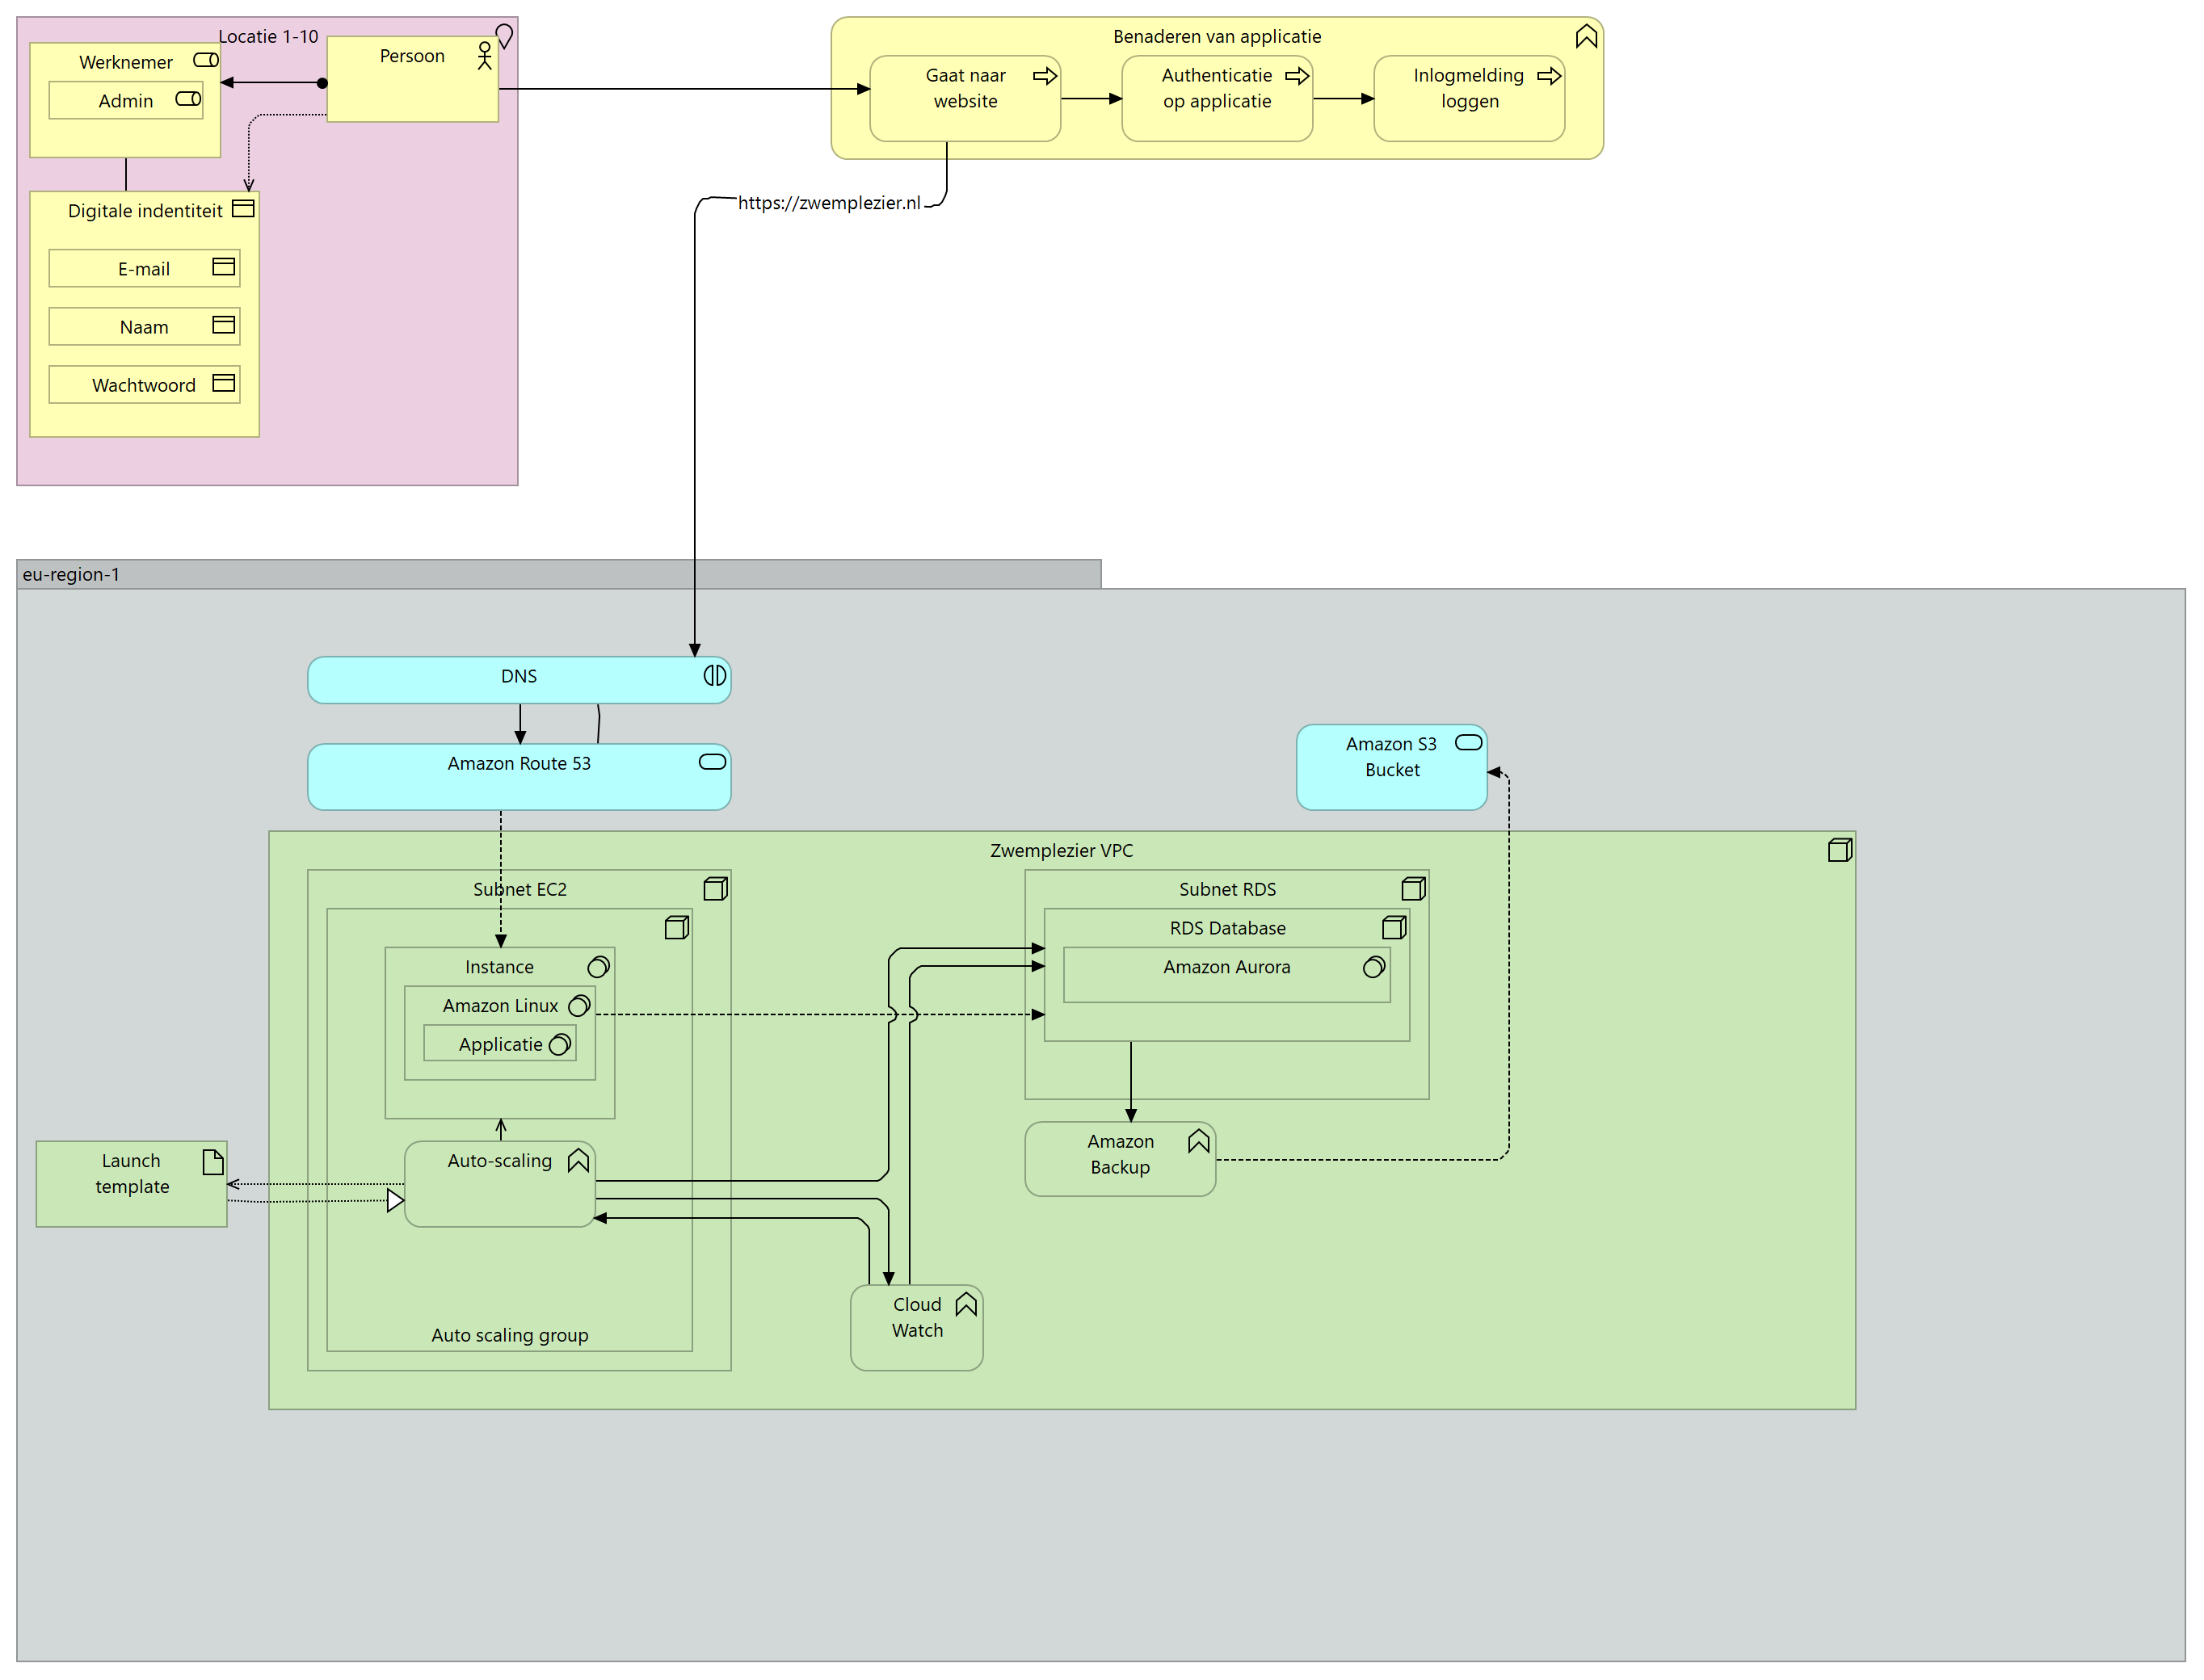 Locatie 1-10
Werknemer
Admin
Persoon
Digitale indentiteit
E-mail
Naam
Wachtwoord
Benaderen van applicatie
Gaat naar
website
Authenticatie
op applicatie
Inlogmelding
loggen
https://zwemplezier.nl
eu-region-1
DNS
Amazon Route 53
Amazon S3
Bucket
Zwemplezier VPC
Subnet EC2
Instance
Amazon Linux
Applicatie
Auto-scaling
Auto scaling group
Launch
template
Subnet RDS
RDS Database
Amazon Aurora
Amazon
Backup
Cloud
Watch